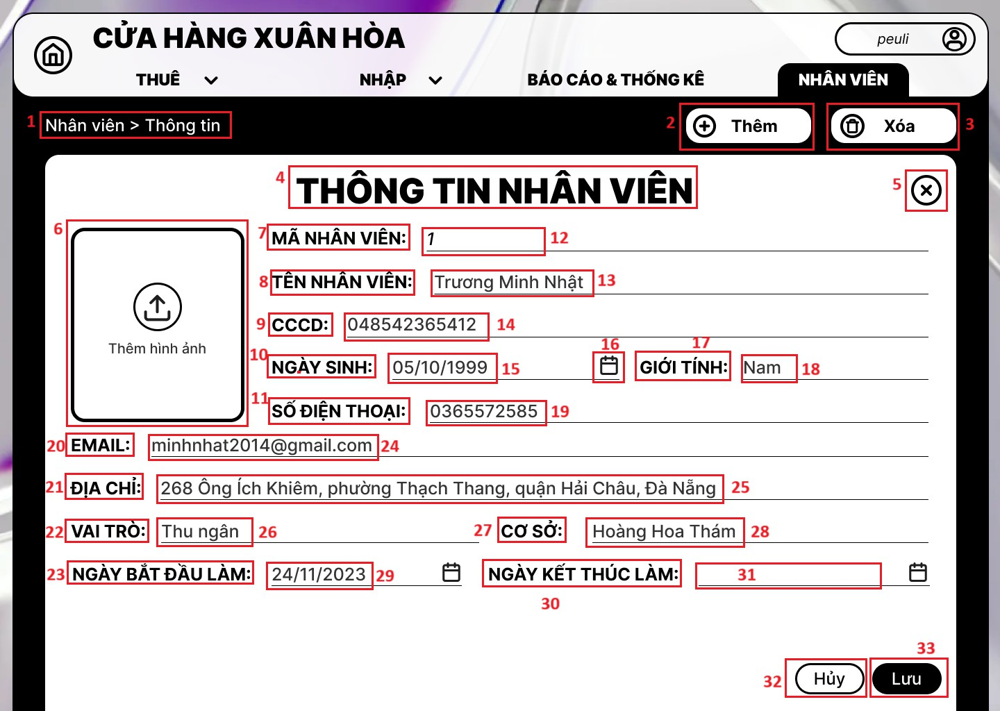 CỬA HÀNG XUÂN HÒA
peuli
THUÊ NHẬP BÁO CÁO & THỐNG KÊ NHÂN VIÊN
1 Nhân viên > Thông tin 2 Thêm Xóa 3
4 THÔNG TIN NHÂN VIÊN 5
6 Thêm hình ảnh
7 MÃ NHÂN VIÊN: 1 12
8 TÊN NHÂN VIÊN: Trương Minh Nhật 13
9 CCCD: 048542365412 14
10 NGÀY SINH: 05/10/1999 15 16 17 GIỚI TÍNH: Nam 18
11 SỐ ĐIỆN THOẠI: 0365572585 19
20 EMAIL: minhnhat2014@gmail.com 24
21 ĐỊA CHỈ: 268 Ông Ích Khiêm, phường Thạch Thang, quận Hải Châu, Đà Nẵng 25
22 VAI TRÒ: Thu ngân 26 27 CƠ SỞ: Hoàng Hoa Thám 28
23 NGÀY BẮT ĐẦU LÀM: 24/11/2023 29 NGÀY KẾT THÚC LÀM: 31
30
33
32 Hủy Lưu